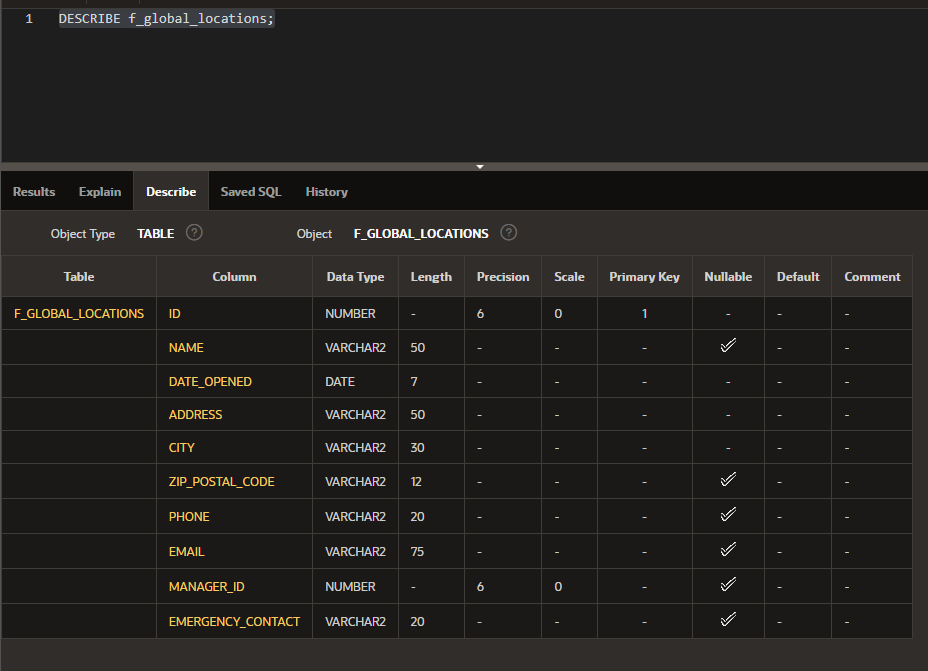 1 DESCRIBE f_global_locations;
Results Explain Describe Saved SQL History
Object Type TABLE ? Object F_GLOBAL_LOCATIONS ?
Table Column Data Type Length Precision Scale Primary Key Nullable Default Comment
F_GLOBAL_LOCATIONS ID NUMBER - 6 0 1 - - -
NAME VARCHAR2 50 - - - ✓ - -
DATE_OPENED DATE 7 - - - - - -
ADDRESS VARCHAR2 50 - - - - - -
CITY VARCHAR2 30 - - - - - -
ZIP_POSTAL_CODE VARCHAR2 12 - - - ✓ - -
PHONE VARCHAR2 20 - - - ✓ - -
EMAIL VARCHAR2 75 - - - ✓ - -
MANAGER_ID NUMBER - 6 0 - ✓ - -
EMERGENCY_CONTACT VARCHAR2 20 - - - ✓ - -